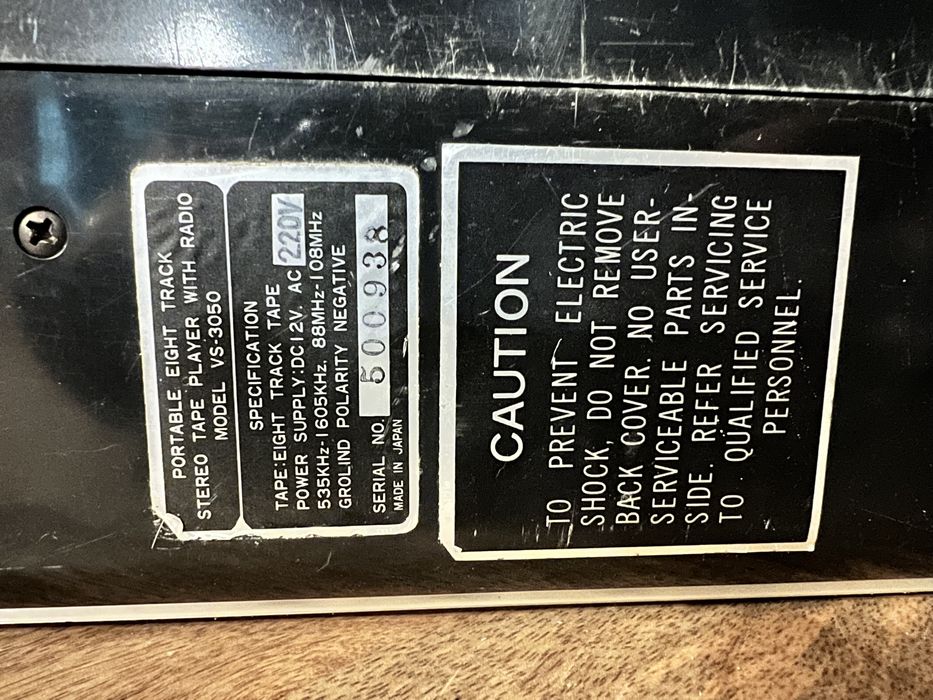 PORTABLE EIGHT TRACK
STEREO TAPE PLAYER WITH RADIO
MODEL VS-3050
SPECIFICATION
TAPE:EIGHT TRACK TAPE
POWER SUPPLY:DC12V. AC 220V
535KHz-1605KHz. 88MHz-108MHz
GROLIND POLARITY NEGATIVE
SERIAL NO. 500938
MADE IN JAPAN
CAUTION
TO PREVENT ELECTRIC
SHOCK, DO NOT REMOVE
BACK COVER. NO USER-
SERVICEABLE PARTS IN-
SIDE. REFER SERVICING
TO QUALIFIED SERVICE
PERSONNEL.